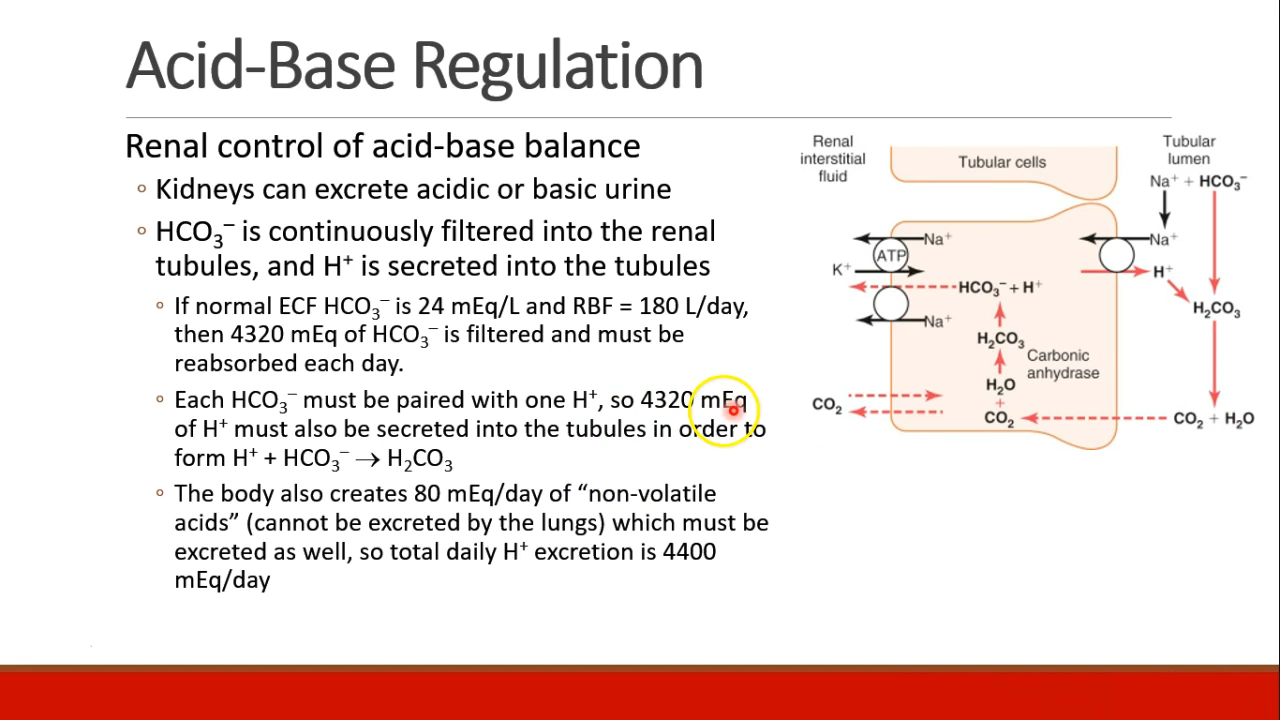 Acid-Base Regulation
Renal control of acid-base balance
◦ Kidneys can excrete acidic or basic urine
◦ HCO₃⁻ is continuously filtered into the renal
tubules, and H⁺ is secreted into the tubules
◦ If normal ECF HCO₃⁻ is 24 mEq/L and RBF = 180 L/day,
then 4320 mEq of HCO₃⁻ is filtered and must be
reabsorbed each day.
◦ Each HCO₃⁻ must be paired with one H⁺, so 4320 mEq
of H⁺ must also be secreted into the tubules in order to
form H⁺ + HCO₃⁻ → H₂CO₃
◦ The body also creates 80 mEq/day of “non-volatile
acids” (cannot be excreted by the lungs) which must be
excreted as well, so total daily H⁺ excretion is 4400
mEq/day
Renal
interstitial
fluid
Tubular cells
Tubular
lumen
Na⁺ + HCO₃⁻
Na⁺
Na⁺
ATP
K⁺
H⁺
HCO₃⁻ + H⁺
H₂CO₃
Na⁺
H₂CO₃
Carbonic
anhydrase
H₂O
+
CO₂
CO₂
CO₂ + H₂O